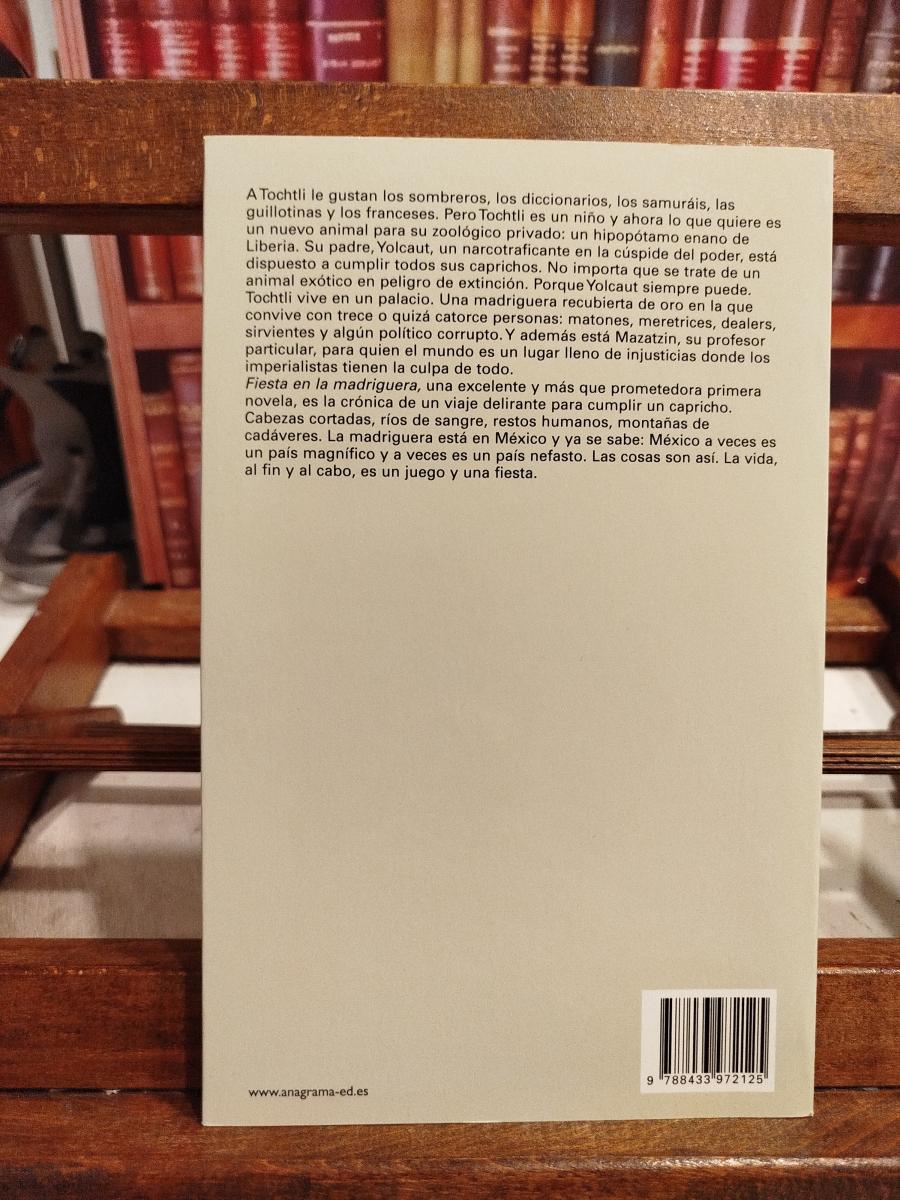 A Tochtli le gustan los sombreros, los diccionarios, los samuráis, las
guillotinas y los franceses. Pero Tochtli es un niño y ahora lo que quiere es
un nuevo animal para su zoológico privado: un hipopótamo enano de
Liberia. Su padre, Yolcaut, un narcotraficante en la cúspide del poder, está
dispuesto a cumplir todos sus caprichos. No importa que se trate de un
animal exótico en peligro de extinción. Porque Yolcaut siempre puede.
Tochtli vive en un palacio. Una madriguera recubierta de oro en la que
convive con trece o quizá catorce personas: matones, meretrices, dealers,
sirvientes y algún político corrupto. Y además está Mazatzin, su profesor
particular, para quien el mundo es un lugar lleno de injusticias donde los
imperialistas tienen la culpa de todo.
Fiesta en la madriguera, una excelente y más que prometedora primera
novela, es la crónica de un viaje delirante para cumplir un capricho.
Cabezas cortadas, ríos de sangre, restos humanos, montañas de
cadáveres. La madriguera está en México y ya se sabe: México a veces es
un país magnífico y a veces es un país nefasto. Las cosas son así. La vida,
al fin y al cabo, es un juego y una fiesta.
www.anagrama-ed.es
9 788433 972125